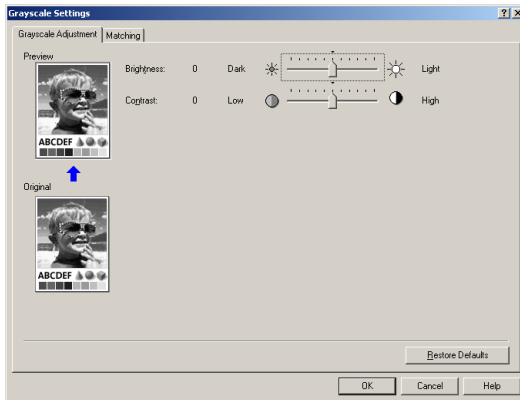 Grayscale Settings
Grayscale Adjustment Matching
Preview
Brightness: 0 Dark Light
Contrast: 0 Low High
ABCDEF
Original
ABCDEF
Restore Defaults
OK Cancel Help